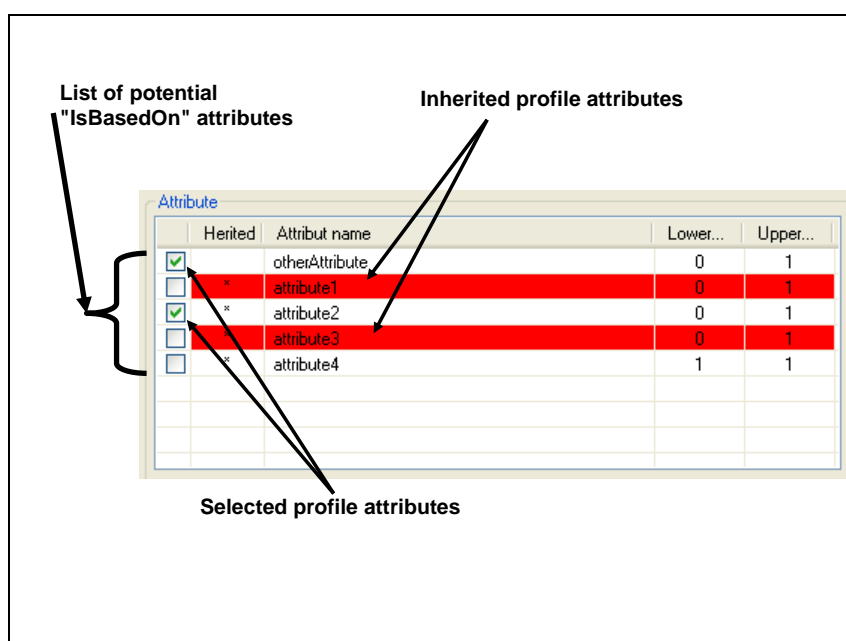 List of potential
"IsBasedOn" attributes
Inherited profile attributes
Attribute
Herited Attribut name Lower... Upper...
otherAttribute 0 1
* attribute1 0 1
* attribute2 0 1
* attribute3 0 1
* attribute4 1 1
Selected profile attributes